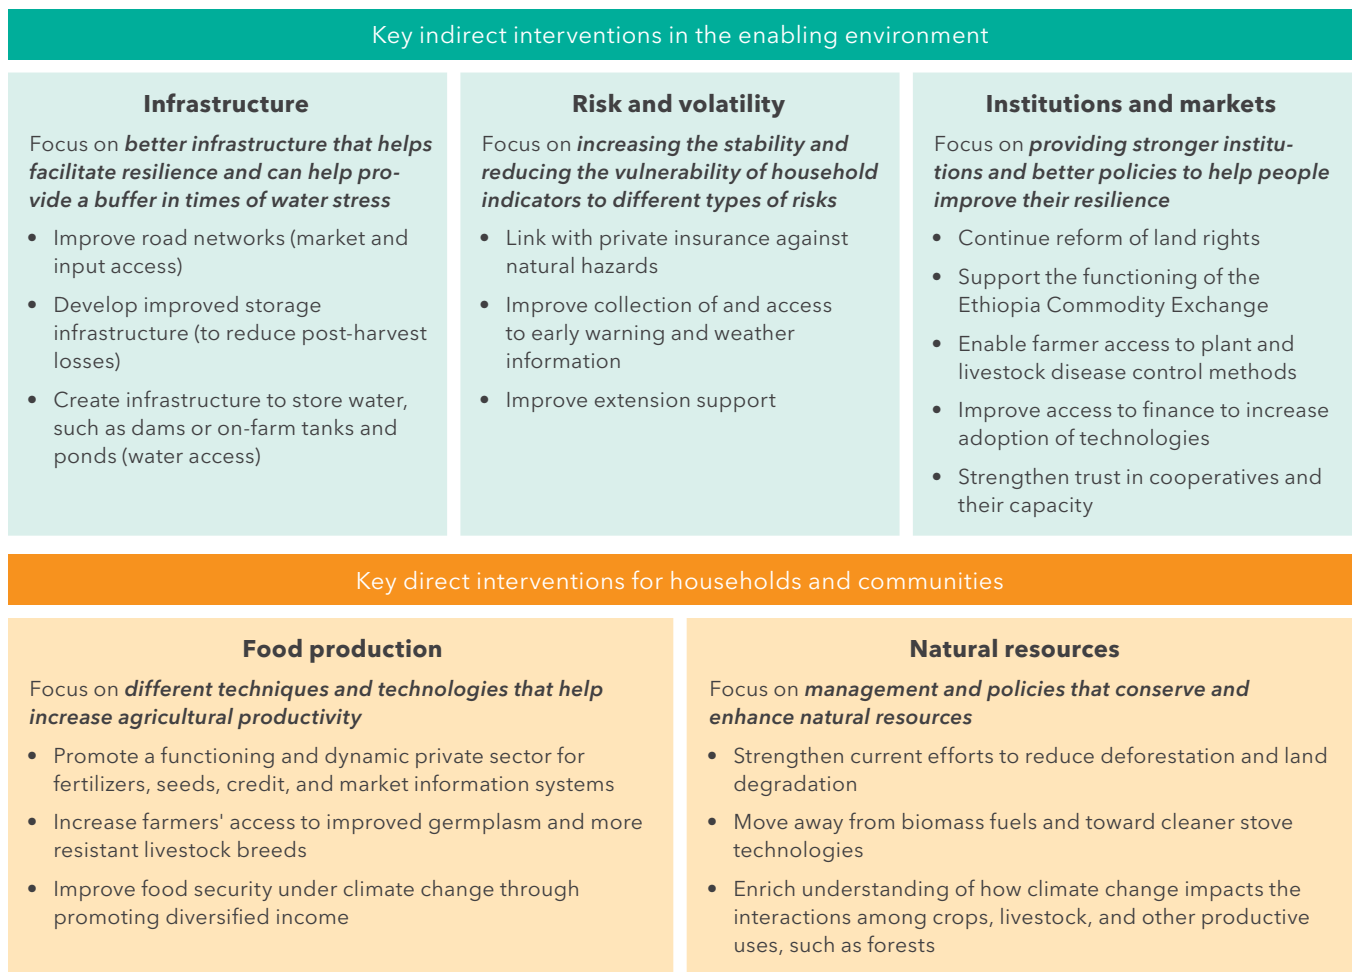 Key indirect interventions in the enabling environment
Infrastructure
Focus on better infrastructure that helps
facilitate resilience and can help pro-
vide a buffer in times of water stress
• Improve road networks (market and
input access)
• Develop improved storage
infrastructure (to reduce post-harvest
losses)
• Create infrastructure to store water,
such as dams or on-farm tanks and
ponds (water access)
Risk and volatility
Focus on increasing the stability and
reducing the vulnerability of household
indicators to different types of risks
• Link with private insurance against
natural hazards
• Improve collection of and access
to early warning and weather
information
• Improve extension support
Institutions and markets
Focus on providing stronger institu-
tions and better policies to help people
improve their resilience
• Continue reform of land rights
• Support the functioning of the
Ethiopia Commodity Exchange
• Enable farmer access to plant and
livestock disease control methods
• Improve access to finance to increase
adoption of technologies
• Strengthen trust in cooperatives and
their capacity
Key direct interventions for households and communities
Food production
Focus on different techniques and technologies that help
increase agricultural productivity
• Promote a functioning and dynamic private sector for
fertilizers, seeds, credit, and market information systems
• Increase farmers' access to improved germplasm and more
resistant livestock breeds
• Improve food security under climate change through
promoting diversified income
Natural resources
Focus on management and policies that conserve and
enhance natural resources
• Strengthen current efforts to reduce deforestation and land
degradation
• Move away from biomass fuels and toward cleaner stove
technologies
• Enrich understanding of how climate change impacts the
interactions among crops, livestock, and other productive
uses, such as forests